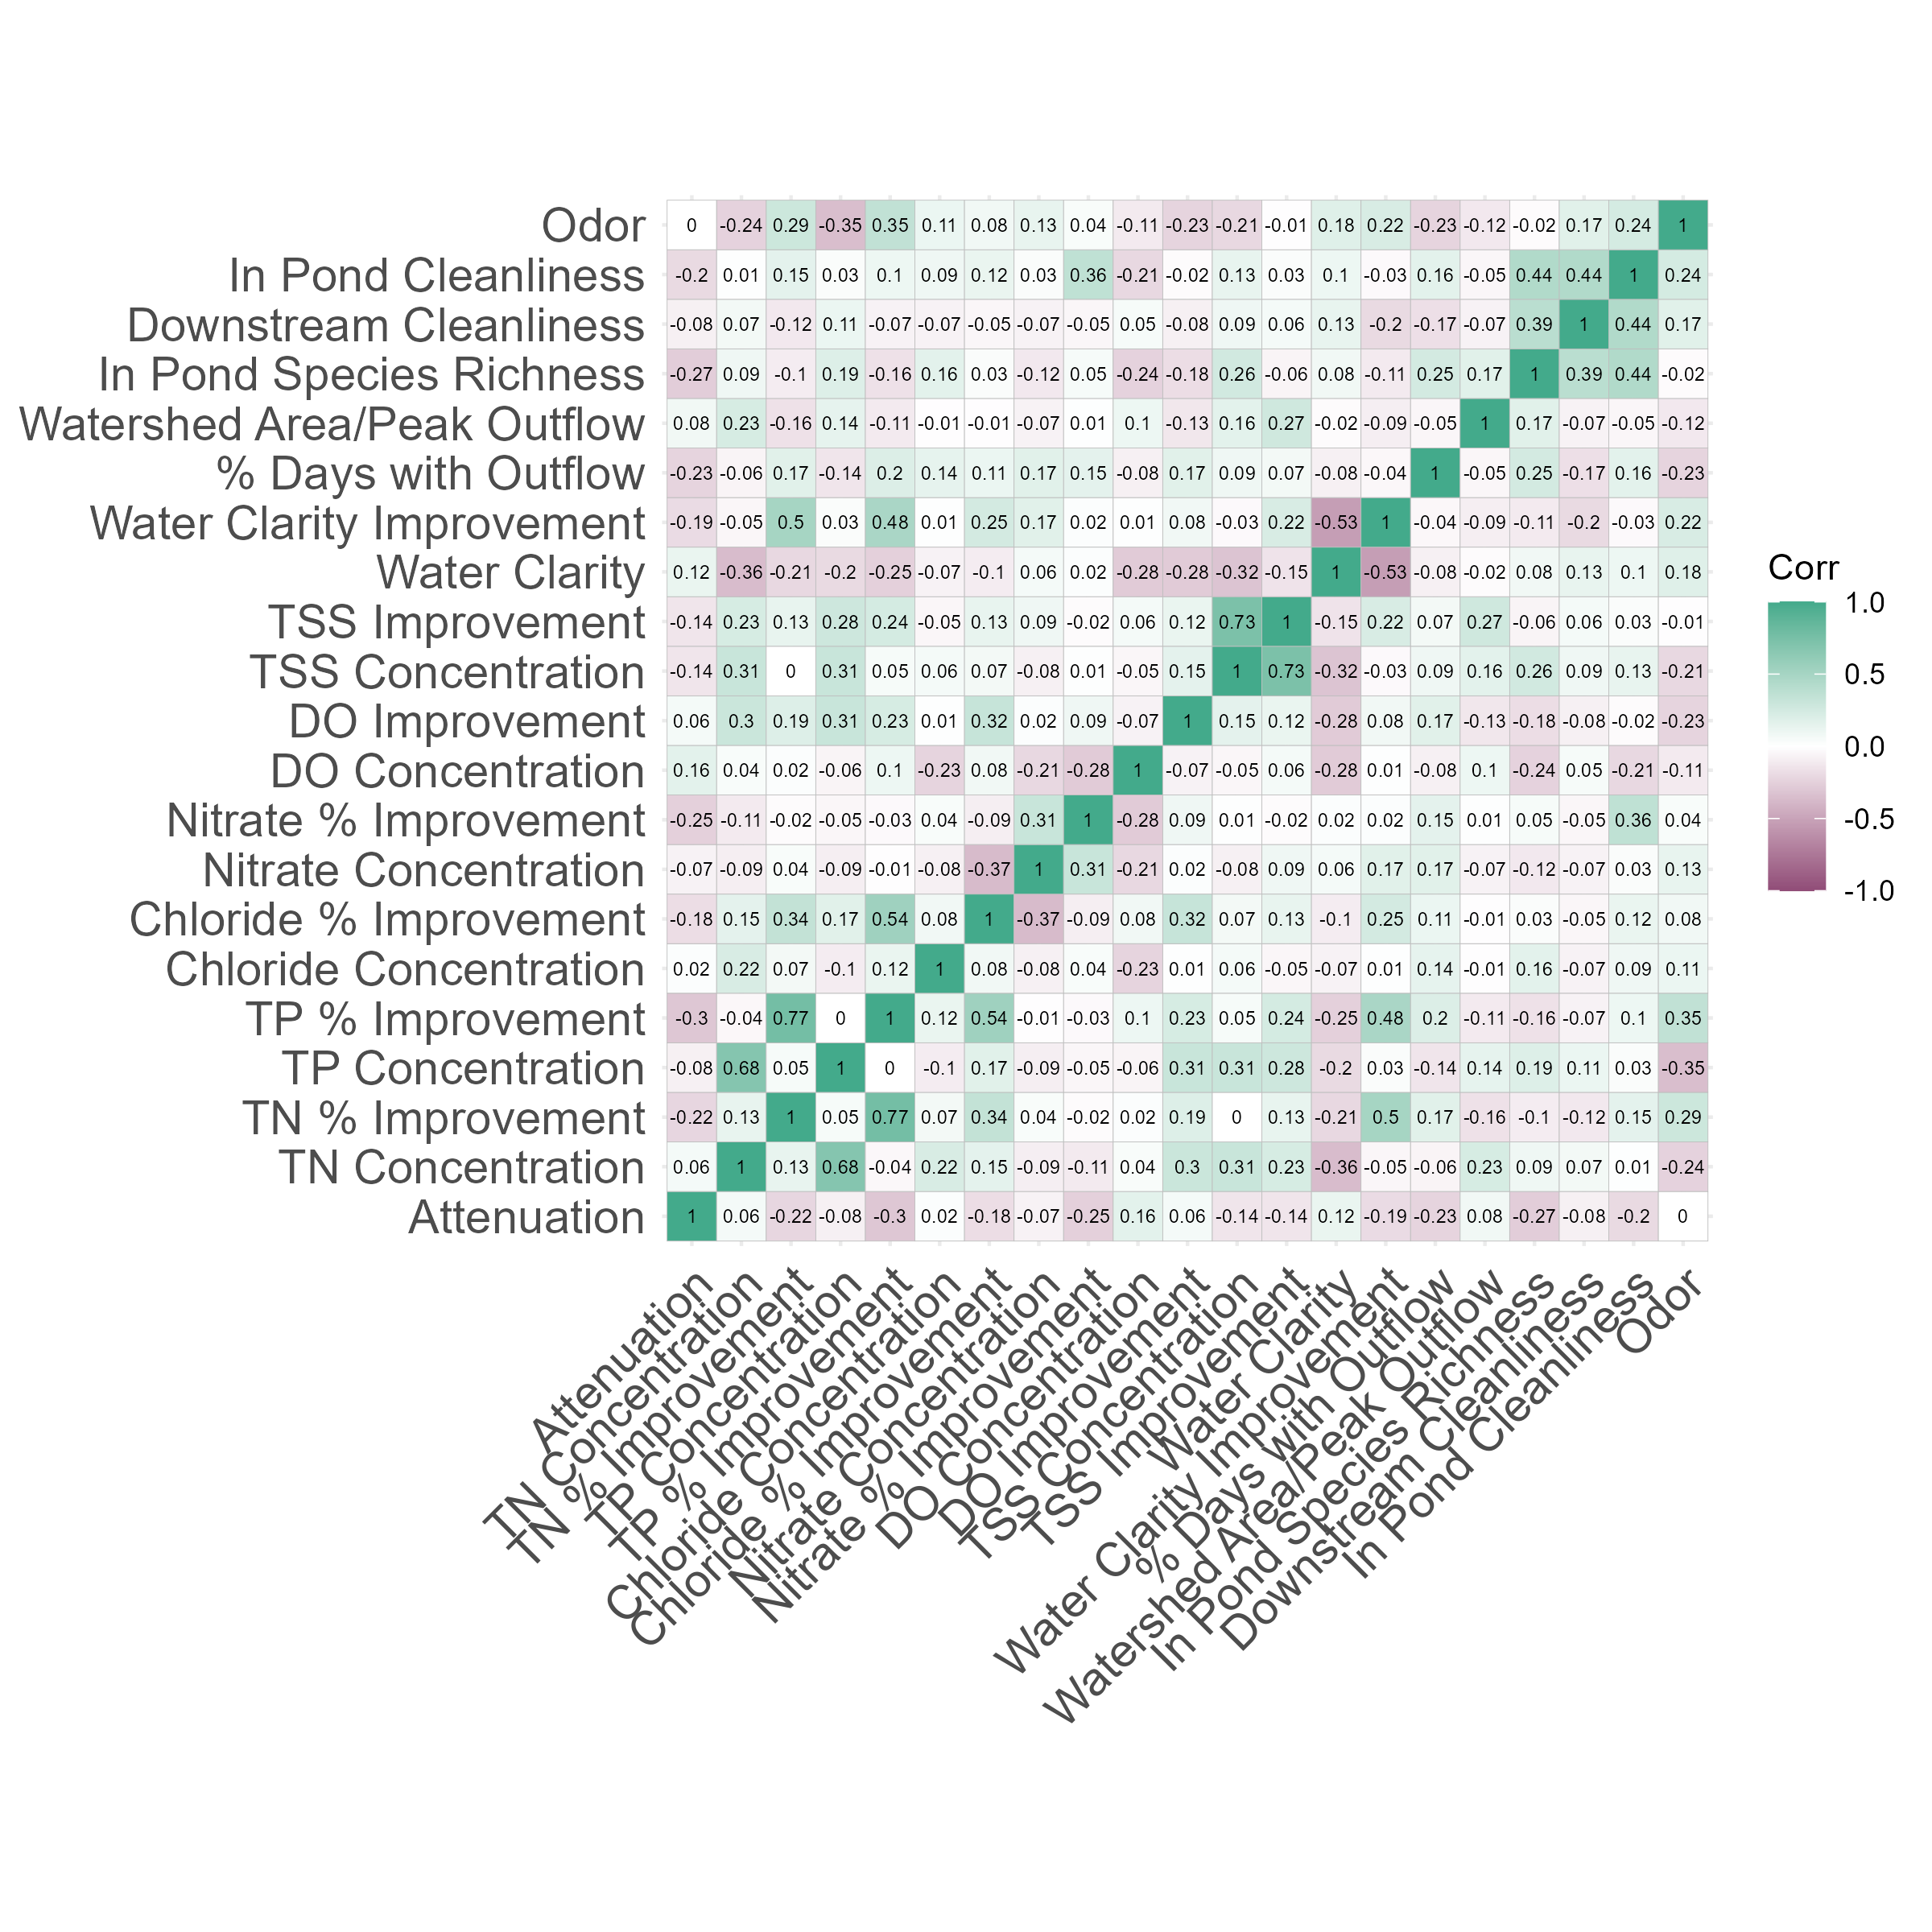 Odor 0 -0.24 0.29 -0.35 0.35 0.11 0.08 0.13 0.04 -0.11 -0.23 -0.21 -0.01 0.18 0.22 -0.23 -0.12 -0.02 0.17 0.24 1
In Pond Cleanliness -0.2 0.01 0.15 0.03 0.1 0.09 0.12 0.03 0.36 -0.21 -0.02 0.13 0.03 0.1 -0.03 0.16 -0.05 0.44 0.44 1 0.24
Downstream Cleanliness -0.08 0.07 -0.12 0.11 -0.07 -0.07 -0.05 -0.07 -0.05 0.05 -0.08 0.09 0.06 0.13 -0.2 -0.17 -0.07 0.39 1 0.44 0.17
In Pond Species Richness -0.27 0.09 -0.1 0.19 -0.16 0.16 0.03 -0.12 0.05 -0.24 -0.18 0.26 -0.06 0.08 -0.11 0.25 0.17 1 0.39 0.44 -0.02
Watershed Area/Peak Outflow 0.08 0.23 -0.16 0.14 -0.11 -0.01 -0.01 -0.07 0.01 0.1 -0.13 0.16 0.27 -0.02 -0.09 -0.05 1 0.17 -0.07 -0.05 -0.12
% Days with Outflow -0.23 -0.06 0.17 -0.14 0.2 0.14 0.11 0.17 0.15 -0.08 0.17 0.09 0.07 -0.08 -0.04 1 -0.05 0.25 -0.17 0.16 -0.23
Water Clarity Improvement -0.19 -0.05 0.5 0.03 0.48 0.01 0.25 0.17 0.02 0.01 0.08 -0.03 0.22 -0.53 1 -0.04 -0.09 -0.11 -0.2 -0.03 0.22
Water Clarity 0.12 -0.36 -0.21 -0.2 -0.25 -0.07 -0.1 0.06 0.02 -0.28 -0.28 -0.32 -0.15 1 -0.53 -0.08 -0.02 0.08 0.13 0.1 0.18
TSS Improvement -0.14 0.23 0.13 0.28 0.24 -0.05 0.13 0.09 -0.02 0.06 0.12 0.73 1 -0.15 0.22 0.07 0.27 -0.06 0.06 0.03 -0.01
TSS Concentration -0.14 0.31 0 0.31 0.05 0.06 0.07 -0.08 0.01 -0.05 0.15 1 0.73 -0.32 -0.03 0.09 0.16 0.26 0.09 0.13 -0.21
DO Improvement 0.06 0.3 0.19 0.31 0.23 0.01 0.32 0.02 0.09 -0.07 1 0.15 0.12 -0.28 0.08 0.17 -0.13 -0.18 -0.08 -0.02 -0.23
DO Concentration 0.16 0.04 0.02 -0.06 0.1 -0.23 0.08 -0.21 -0.28 1 -0.07 -0.05 0.06 -0.28 0.01 -0.08 0.1 -0.24 0.05 -0.21 -0.11
Nitrate % Improvement -0.25 -0.11 -0.02 -0.05 -0.03 0.04 -0.09 0.31 1 -0.28 0.09 0.01 -0.02 0.02 0.02 0.15 0.01 0.05 -0.05 0.36 0.04
Nitrate Concentration -0.07 -0.09 0.04 -0.09 -0.01 -0.08 -0.37 1 0.31 -0.21 0.02 -0.08 0.09 0.06 0.17 0.17 -0.07 -0.12 -0.07 0.03 0.13
Chloride % Improvement -0.18 0.15 0.34 0.17 0.54 0.08 1 -0.37 -0.09 0.08 0.32 0.07 0.13 -0.1 0.25 0.11 -0.01 0.03 -0.05 0.12 0.08
Chloride Concentration 0.02 0.22 0.07 -0.1 0.12 1 0.08 -0.08 0.04 -0.23 0.01 0.06 -0.05 -0.07 0.01 0.14 -0.01 0.16 -0.07 0.09 0.11
TP % Improvement -0.3 -0.04 0.77 0 1 0.12 0.54 -0.01 -0.03 0.1 0.23 0.05 0.24 -0.25 0.48 0.2 -0.11 -0.16 -0.07 0.1 0.35
TP Concentration -0.08 0.68 0.05 1 0 -0.1 0.17 -0.09 -0.05 -0.06 0.31 0.31 0.28 -0.2 0.03 -0.14 0.14 0.19 0.11 0.03 -0.35
TN % Improvement -0.22 0.13 1 0.05 0.77 0.07 0.34 0.04 -0.02 0.02 0.19 0 0.13 -0.21 0.5 0.17 -0.16 -0.1 -0.12 0.15 0.29
TN Concentration 0.06 1 0.13 0.68 -0.04 0.22 0.15 -0.09 -0.11 0.04 0.3 0.31 0.23 -0.36 -0.05 -0.06 0.23 0.09 0.07 0.01 -0.24
Attenuation 1 0.06 -0.22 -0.08 -0.3 0.02 -0.18 -0.07 -0.25 0.16 0.06 -0.14 -0.14 0.12 -0.19 -0.23 0.08 -0.27 -0.08 -0.2 0
Attenuation
TN Concentration
TN % Improvement
TP Concentration
TP % Improvement
Chloride Concentration
Chloride % Improvement
Nitrate Concentration
Nitrate % Improvement
DO Concentration
DO Improvement
TSS Concentration
TSS Improvement
Water Clarity
Water Clarity Improvement
% Days with Outflow
Watershed Area/Peak Outflow
In Pond Species Richness
Downstream Cleanliness
In Pond Cleanliness
Odor
Corr
1.0
0.5
0.0
-0.5
-1.0